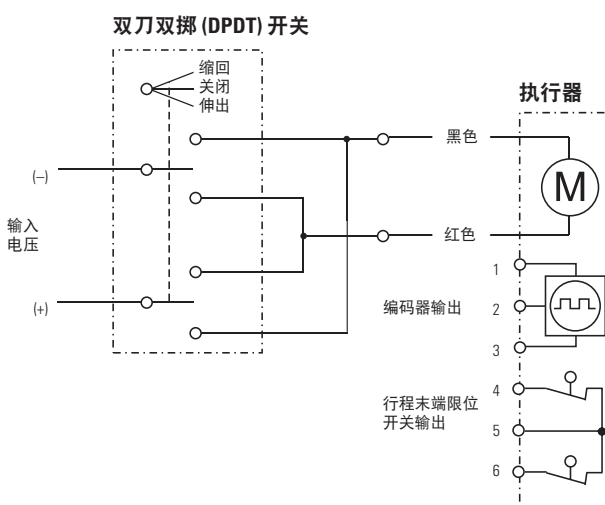 双刀双掷 (DPDT) 开关
缩回
关闭
伸出
执行器
黑色
(–)
M
输入
电压
红色
1
编码器输出
2
(+)
3
行程末端限位
开关输出
4
5
6